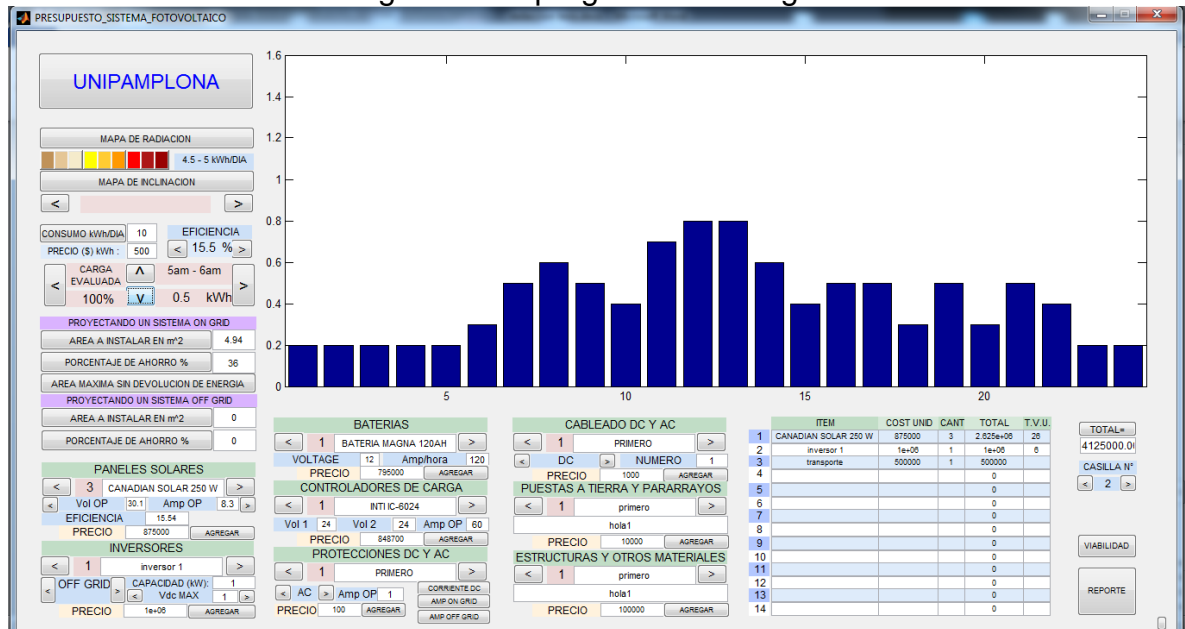 PRESUPUESTO_SISTEMA_FOTOVOLTAICO
UNIPAMPLONA
MAPA DE RADIACION
4.5 - 5 kWh/DIA
MAPA DE INCLINACION
< >
CONSUMO kWh/DIA 10 EFICIENCIA
PRECIO ($) kWh : 500 < 15.5 % >
< CARGA EVALUADA Λ 5am - 6am >
100% V 0.5 kWh
PROYECTANDO UN SISTEMA ON GRID
AREA A INSTALAR EN m^2 4.94
PORCENTAJE DE AHORRO % 36
AREA MAXIMA SIN DEVOLUCION DE ENERGIA
PROYECTANDO UN SISTEMA OFF GRID
AREA A INSTALAR EN m^2 0
PORCENTAJE DE AHORRO % 0
PANELES SOLARES
< 3 CANADIAN SOLAR 250 W >
< Vol OP 30.1 Amp OP 8.3 >
EFICIENCIA 15.54
PRECIO 875000 AGREGAR
INVERSORES
< 1 inversor 1 >
< OFF GRID > CAPACIDAD (kW): 1
< Vdc MAX 1 >
PRECIO 1e+06 AGREGAR
1.6
1.4
1.2
1
0.8
0.6
0.4
0.2
0
5 10 15 20
BATERIAS
< 1 BATERIA MAGNA 120AH >
VOLTAGE 12 Amp/hora 120
PRECIO 795000 AGREGAR
CONTROLADORES DE CARGA
< 1 INTI IC-6024 >
Vol 1 24 Vol 2 24 Amp OP 60
PRECIO 848700 AGREGAR
PROTECCIONES DC Y AC
< 1 PRIMERO >
< AC > Amp OP 1 CORRIENTE DC
AMP ON GRID
PRECIO 100 AGREGAR
AMP OFF GRID
CABLEADO DC Y AC
< 1 PRIMERO >
< DC > NUMERO 1
PRECIO 1000 AGREGAR
PUESTAS A TIERRA Y PARARRAYOS
< 1 primero >
hola1
PRECIO 10000 AGREGAR
ESTRUCTURAS Y OTROS MATERIALES
< 1 primero >
hola1
PRECIO 100000 AGREGAR
ITEM COST UNID CANT TOTAL T.V.U.
1 CANADIAN SOLAR 250 W 875000 3 2.625e+06 26
2 inversor 1 1e+06 1 1e+06 6
3 transporte 500000 1 500000
4 0
5 0
6 0
7 0
8 0
9 0
10 0
11 0
12 0
13 0
14 0
TOTAL=
4125000.0
CASILLA N°
< 2 >
VIABILIDAD
REPORTE